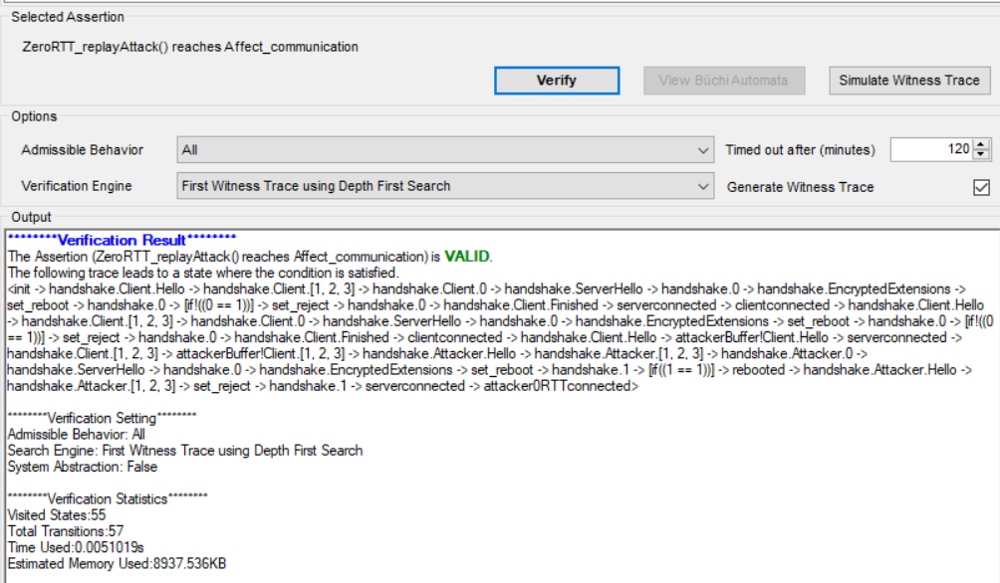 Selected Assertion
ZeroRTT_replayAttack() reaches Affect_communication
Verify
View Büchi Automata
Simulate Witness Trace
Options
Admissible Behavior
All
Timed out after (minutes)
120
Verification Engine
First Witness Trace using Depth First Search
Generate Witness Trace
Output
********Verification Result********
The Assertion (ZeroRTT_replayAttack() reaches Affect_communication) is VALID.
The following trace leads to a state where the condition is satisfied.
<init -> handshake.Client.Hello -> handshake.Client.[1, 2, 3] -> handshake.Client.0 -> handshake.ServerHello -> handshake.0 -> handshake.EncryptedExtensions ->
set_reboot -> handshake.0 -> [if!((0 == 1))] -> set_reject -> handshake.0 -> handshake.Client.Finished -> serverconnected -> clientconnected -> handshake.Client.Hello
-> handshake.Client.[1, 2, 3] -> handshake.Client.0 -> handshake.ServerHello -> handshake.0 -> handshake.EncryptedExtensions -> set_reboot -> handshake.0 -> [if!((0
== 1))] -> set_reject -> handshake.0 -> handshake.Client.Finished -> clientconnected -> handshake.Client.Hello -> attackerBuffer!Client.Hello -> serverconnected ->
handshake.Client.[1, 2, 3] -> attackerBuffer!Client.[1, 2, 3] -> handshake.Attacker.Hello -> handshake.Attacker.[1, 2, 3] -> handshake.Attacker.0 ->
handshake.ServerHello -> handshake.0 -> handshake.EncryptedExtensions -> set_reboot -> handshake.1 -> [if((1 == 1))] -> rebooted -> handshake.Attacker.Hello ->
handshake.Attacker.[1, 2, 3] -> set_reject -> handshake.1 -> serverconnected -> attacker0RTTconnected>
********Verification Setting********
Admissible Behavior: All
Search Engine: First Witness Trace using Depth First Search
System Abstraction: False
********Verification Statistics********
Visited States:55
Total Transitions:57
Time Used:0.0051019s
Estimated Memory Used:8937.536KB